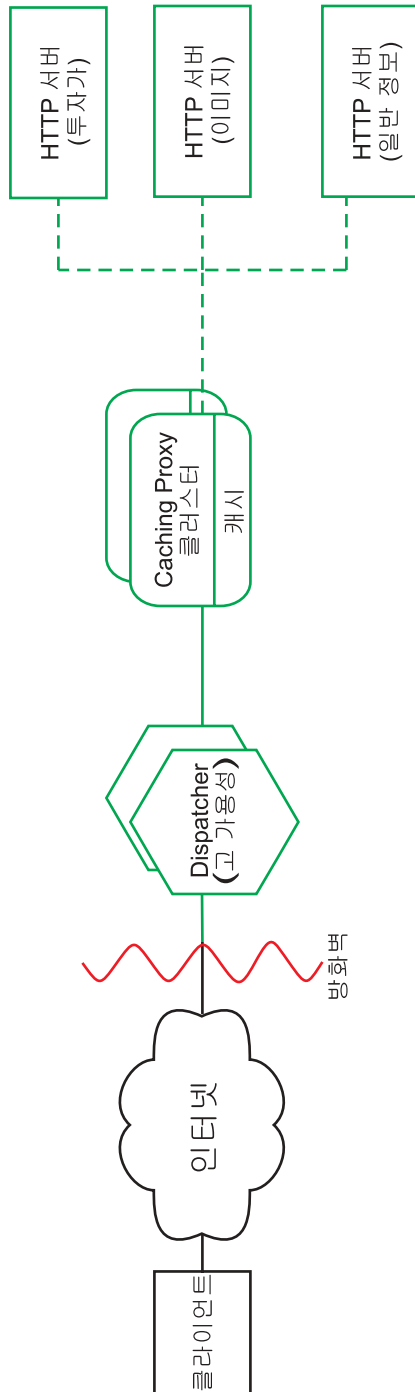 클라이언트
인터넷
방화벽
Dispatcher
(고 가용성)
Caching Proxy
클러스터
캐시
HTTP 서버
(투자가)
HTTP 서버
(이미지)
HTTP 서버
(일반 정보)